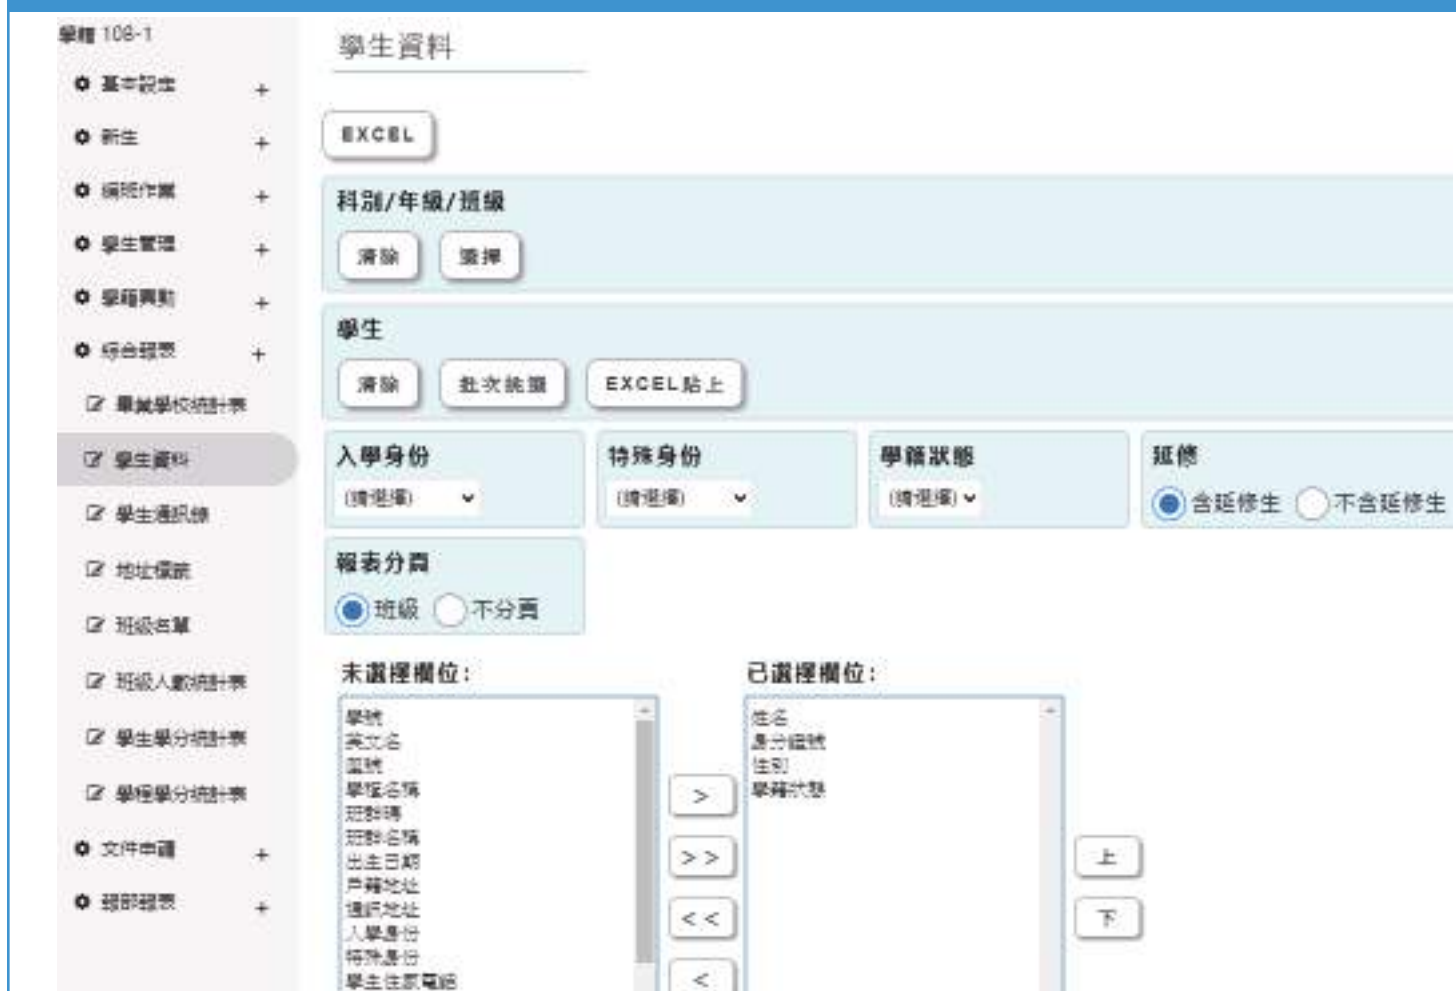 學籍 108-1
基本設定 +
新生 +
編班作業 +
學生管理 +
學籍異動 +
綜合報表 +
畢業學校統計表
學生資料
學生通訊錄
地址標籤
班級名單
班級人數統計表
學生學分統計表
學程學分統計表
文件申請 +
報部報表 +
學生資料
EXCEL
科別/年級/班級
清除 選擇
學生
清除 批次挑選 EXCEL貼上
入學身份 特殊身份 學籍狀態 延修
(請選擇) (請選擇) (請選擇) 含延修生 不含延修生
報表分頁
班級 不分頁
未選擇欄位:
學號
英文名
座號
學程名稱
班群碼
班群名稱
出生日期
戶籍地址
通訊地址
入學身份
特殊身份
學生住家電話
>
>>
<<
<
已選擇欄位:
姓名
身分證號
性別
學籍狀態
上
下